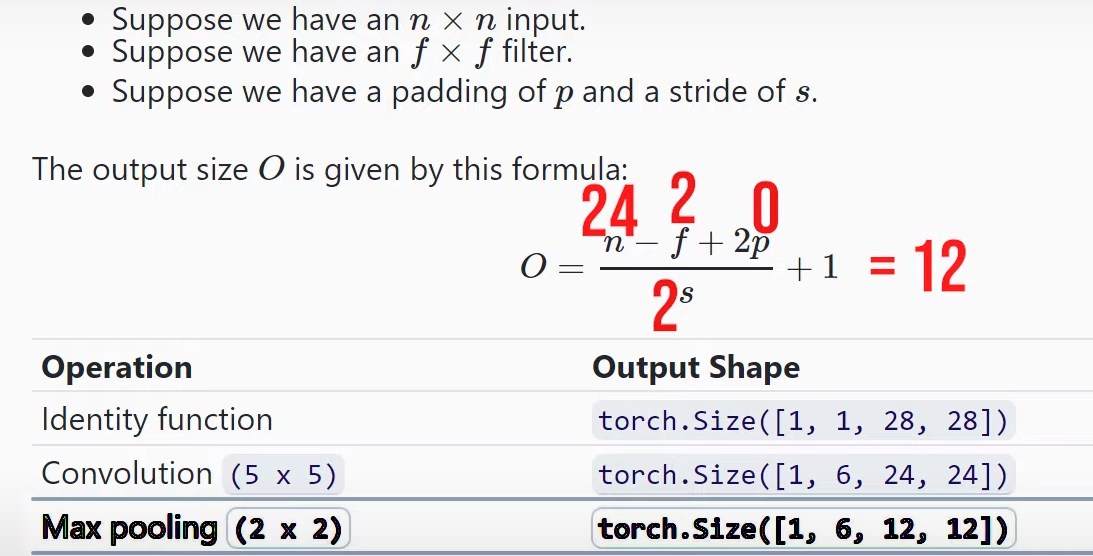 • Suppose we have an n × n input.
• Suppose we have an f × f filter.
• Suppose we have a padding of p and a stride of s.
The output size O is given by this formula:
24 2 0
n − f + 2p
O = + 1 = 12
2 s
Operation Output Shape
Identity function torch.Size([1, 1, 28, 28])
Convolution (5 x 5) torch.Size([1, 6, 24, 24])
Max pooling (2 x 2) torch.Size([1, 6, 12, 12])